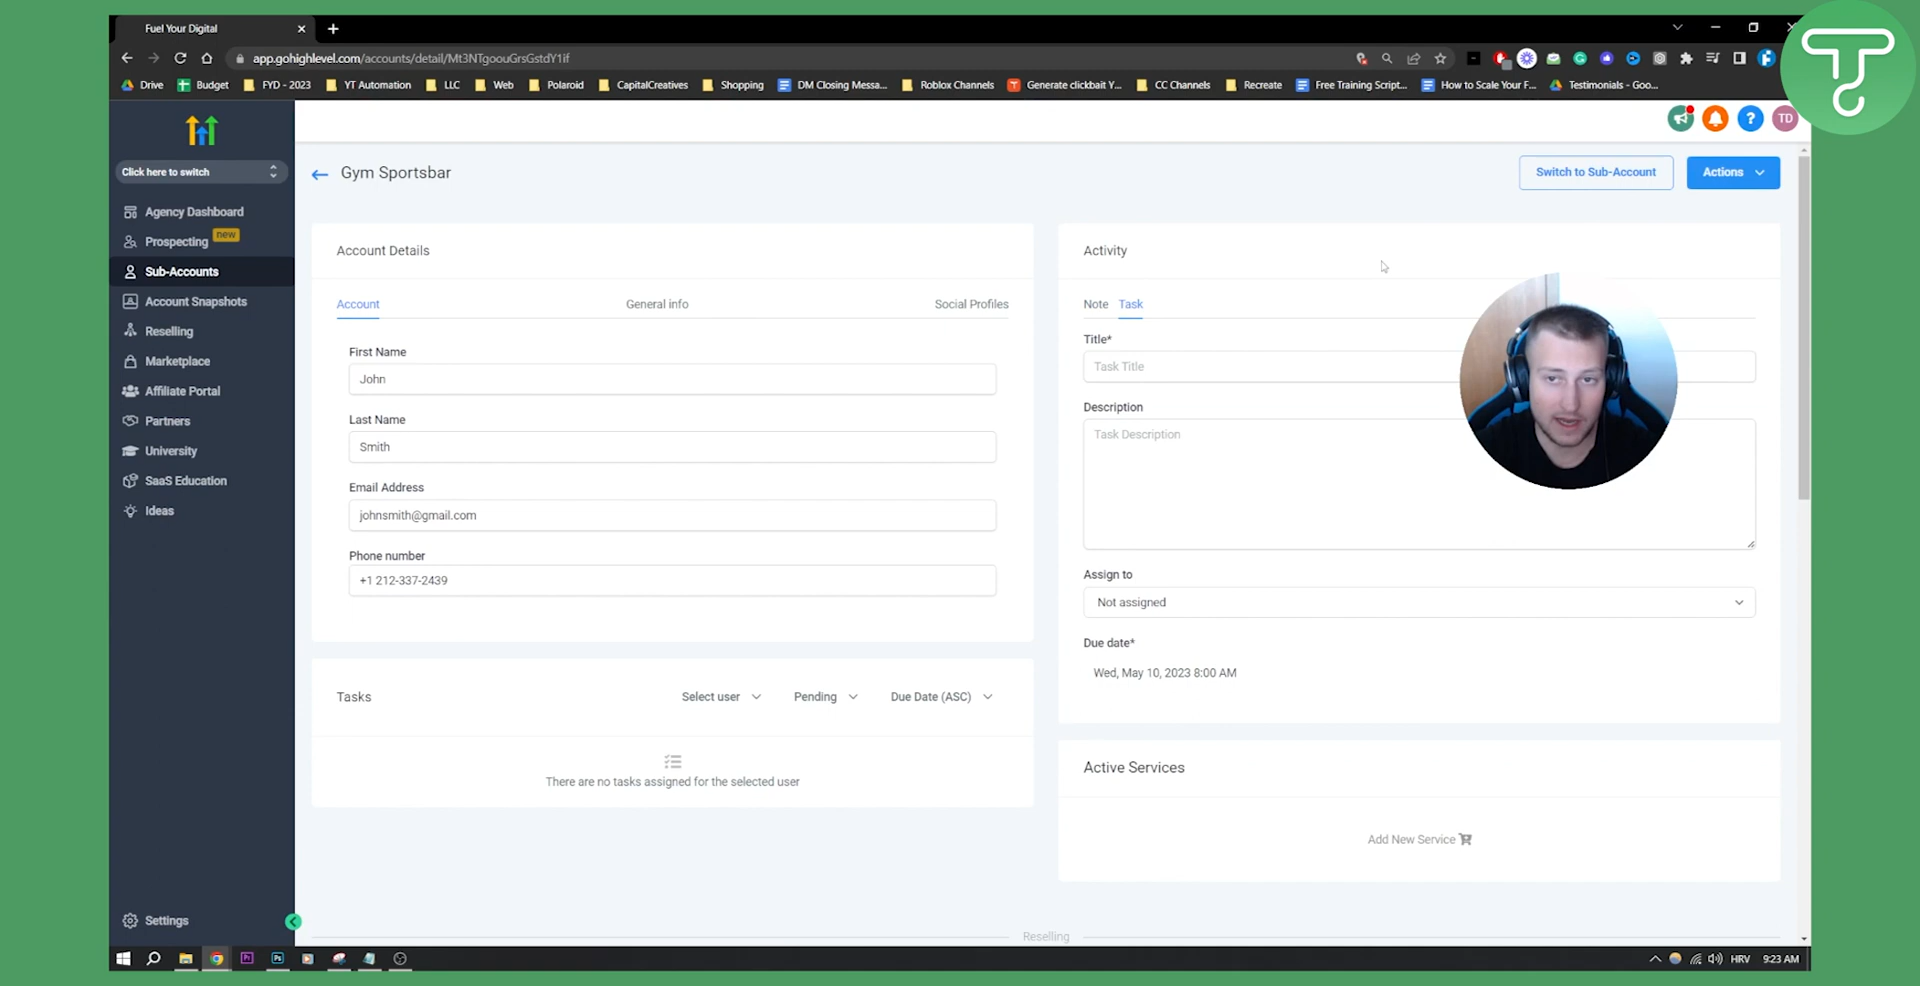 Fuel Your Digital
app.gohighlevel.com/accounts/detail/Mt3NTgoouGrsGstdY1if
Drive
Budget
FYD - 2023
YT Automation
LLC
Web
Polaroid
CapitalCreatives
Shopping
DM Closing Messa...
Roblox Channels
Generate clickbait Y...
CC Channels
Recreate
Free Training Script...
How to Scale Your F...
Testimonials - Goo...
TD
Click here to switch
Agency Dashboard
Prospecting new
Sub-Accounts
Account Snapshots
Reselling
Marketplace
Affiliate Portal
Partners
University
SaaS Education
Ideas
Settings
Gym Sportsbar
Switch to Sub-Account
Actions
Account Details
Account
General info
Social Profiles
First Name
John
Last Name
Smith
Email Address
johnsmith@gmail.com
Phone number
+1 212-337-2439
Tasks
Select user
Pending
Due Date (ASC)
There are no tasks assigned for the selected user
Activity
Note
Task
Title*
Task Title
Description
Task Description
Assign to
Not assigned
Due date*
Wed, May 10, 2023 8:00 AM
Active Services
Add New Service
Reselling
Pr
Ps
HRV
9:23 AM